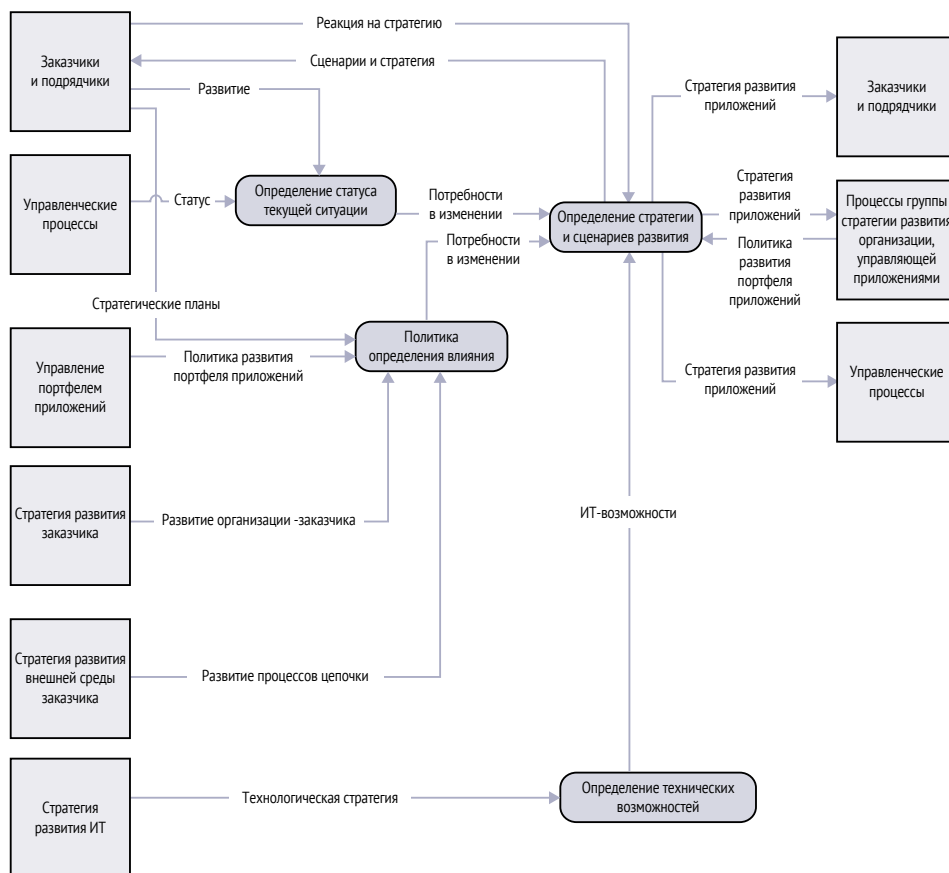 Реакция на стратегию
Заказчики
и подрядчики
Сценарии и стратегия
Развитие
Стратегия развития
приложений
Заказчики
и подрядчики
Управленческие
процессы
Статус
Определение статуса
текущей ситуации
Потребности
в изменении
Потребности
в изменении
Определение стратегии
и сценариев развития
Стратегия
развития
приложений
Политика
развития
портфеля
приложений
Процессы группы
стратегии развития
организации,
управляющей
приложениями
Стратегические планы
Политика
определения влияния
Управление
портфелем
приложений
Политика развития
портфеля приложений
Стратегия развития
приложений
Управленческие
процессы
Стратегия развития
заказчика
Развитие организации -заказчика
ИТ-возможности
Стратегия развития
внешней среды
заказчика
Развитие процессов цепочки
Стратегия
развития ИТ
Технологическая стратегия
Определение технических
возможностей